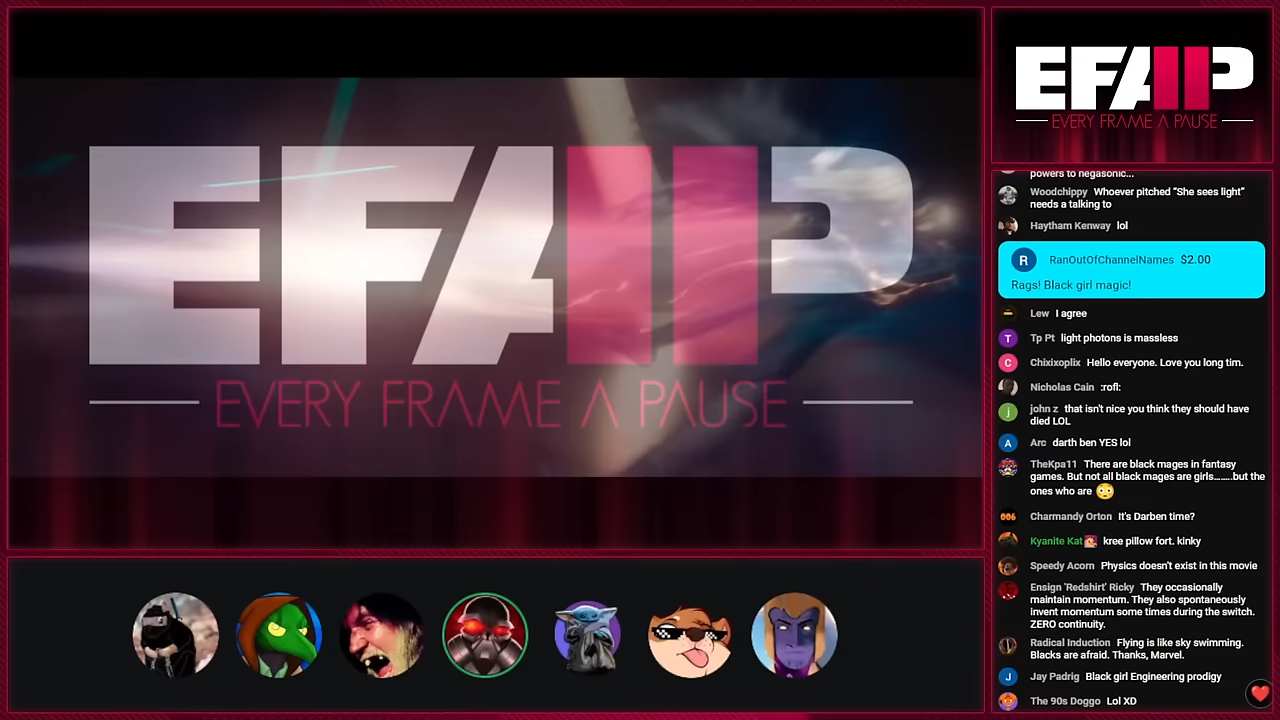 EFAP
EVERY FRAME A PAUSE
EFAP
EVERY FRAME A PAUSE
powers to negasonic...
Woodchippy Whoever pitched “She sees light”
needs a talking to
Haytham Kenway lol
R RanOutOfChannelNames $2.00
Rags! Black girl magic!
Lew I agree
T Tp Pt light photons is massless
C Chixixoplix Hello everyone. Love you long tim.
Nicholas Cain :rofl:
j john z that isn't nice you think they should have
died LOL
A Arc darth ben YES lol
TheKpa11 There are black mages in fantasy
games. But not all black mages are girls........but the
ones who are 😳
Charmandy Orton It's Darben time?
Kyanite Kat kree pillow fort. kinky
Speedy Acorn Physics doesn't exist in this movie
Ensign 'Redshirt' Ricky They occasionally
maintain momentum. They also spontaneously
invent momentum some times during the switch.
ZERO continuity.
Radical Induction Flying is like sky swimming.
Blacks are afraid. Thanks, Marvel.
J Jay Padrig Black girl Engineering prodigy
The 90s Doggo Lol XD